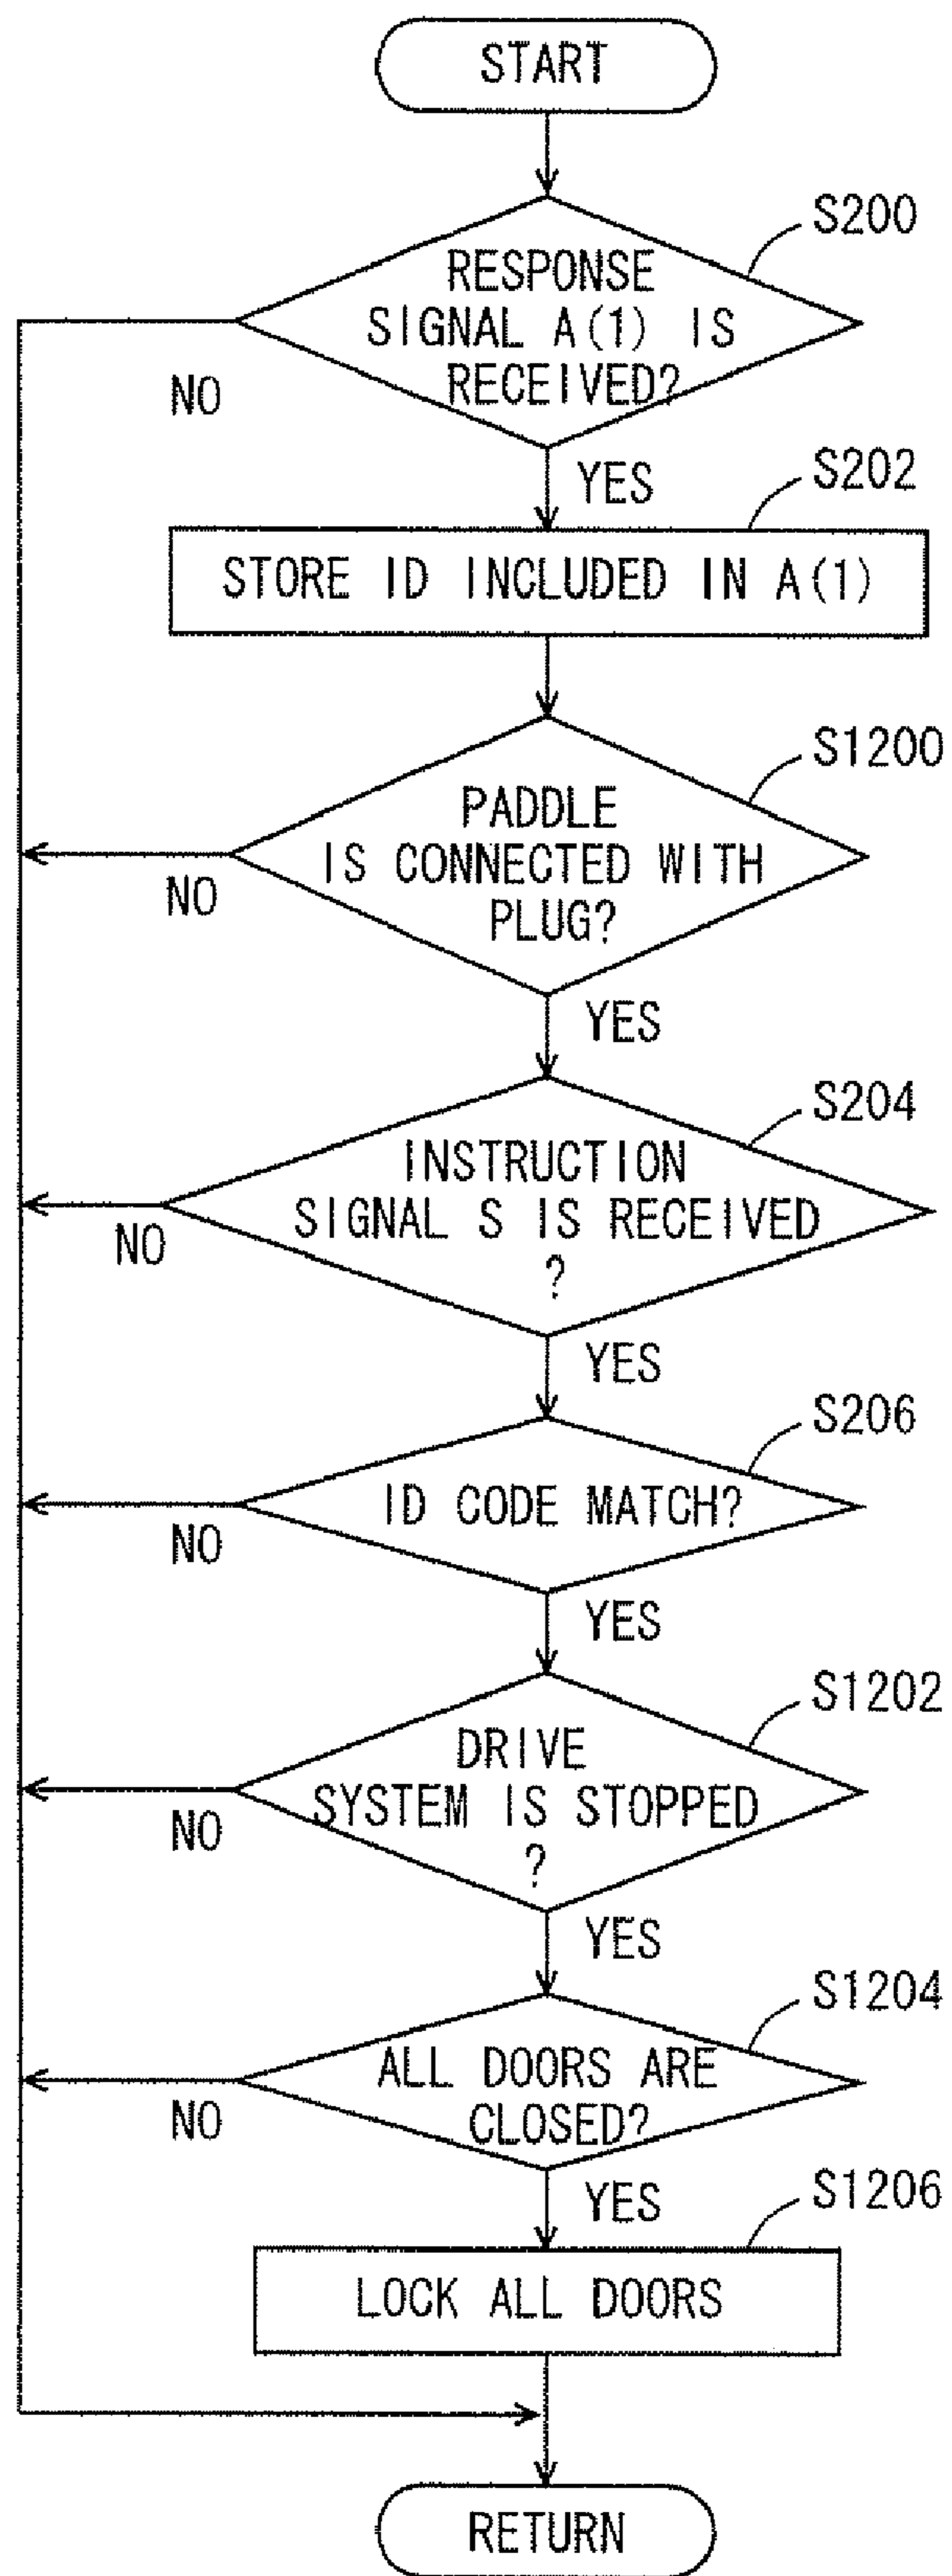 START
S200
RESPONSE
SIGNAL A(1) IS
RECEIVED?
NO
YES
S202
STORE ID INCLUDED IN A(1)
S1200
PADDLE
IS CONNECTED WITH
PLUG?
NO
YES
S204
INSTRUCTION
SIGNAL S IS RECEIVED
?
NO
YES
S206
ID CODE MATCH?
NO
YES
S1202
DRIVE
SYSTEM IS STOPPED
?
NO
YES
S1204
ALL DOORS ARE
CLOSED?
NO
YES
S1206
LOCK ALL DOORS
RETURN